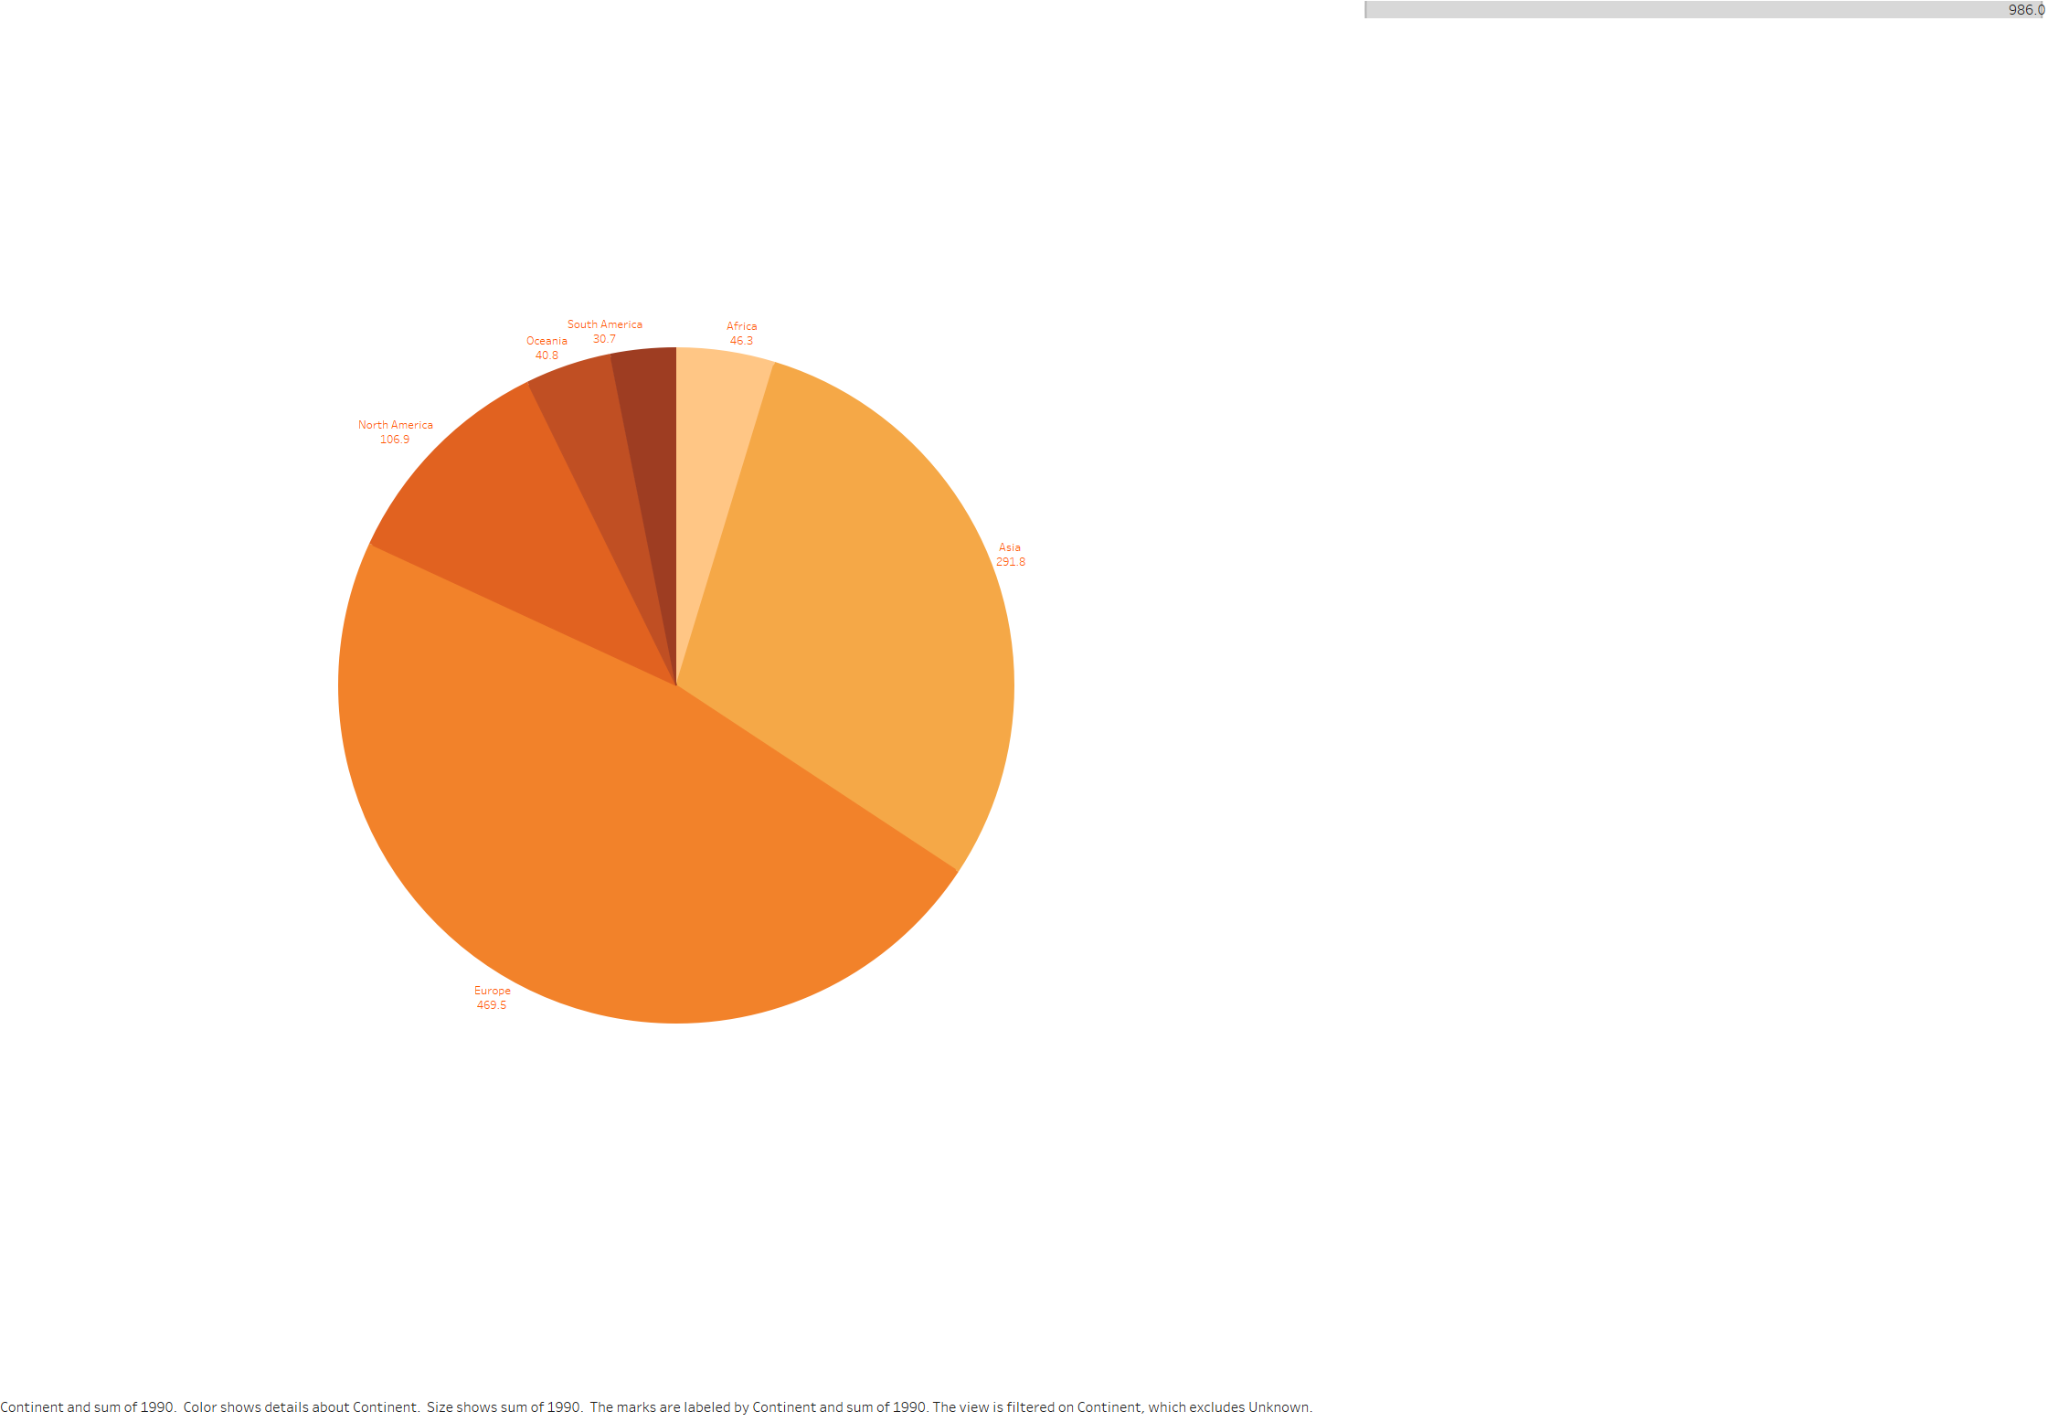 986.0
South America
30.7
Africa
46.3
Oceania
40.8
North America
106.9
Asia
291.8
Europe
469.5
Continent and sum of 1990.  Color shows details about Continent.  Size shows sum of 1990.  The marks are labeled by Continent and sum of 1990. The view is filtered on Continent, which excludes Unknown.